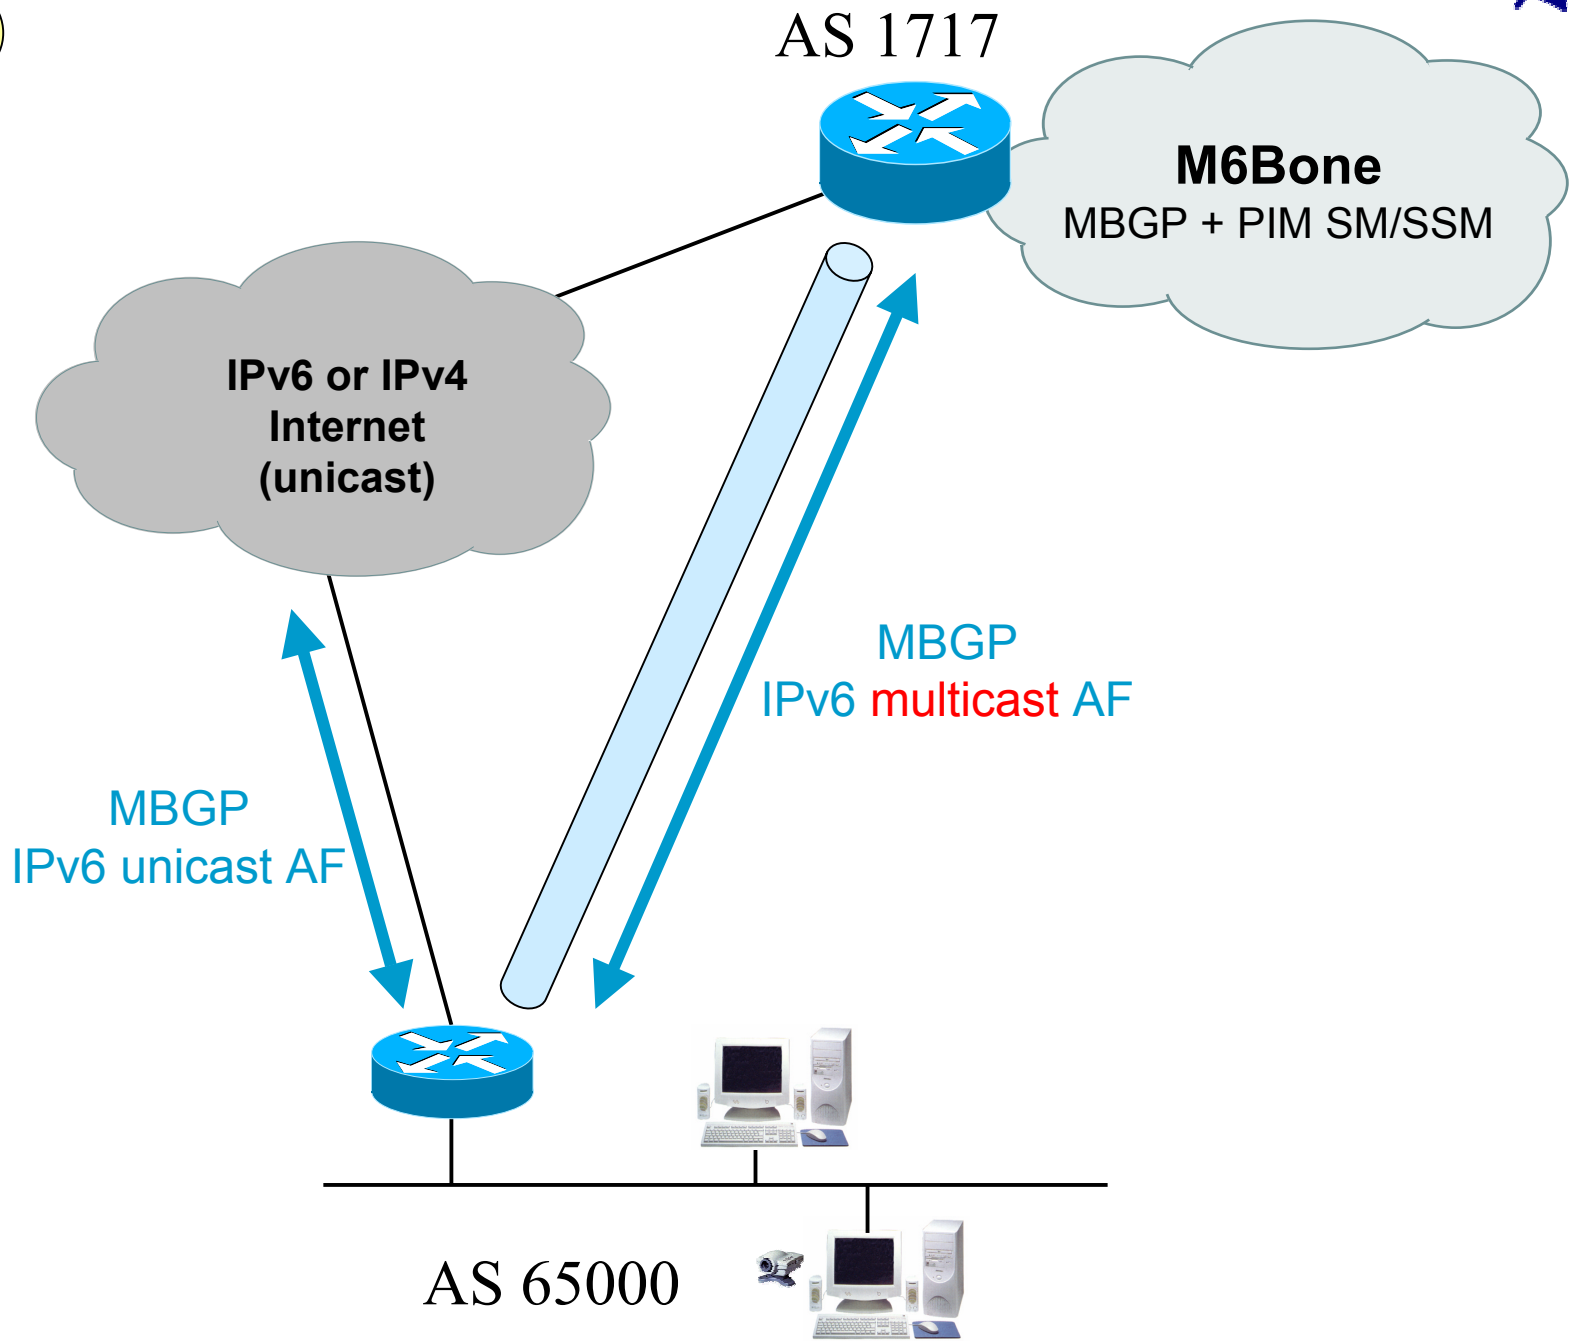 AS 1717
M6Bone
MBGP + PIM SM/SSM
IPv6 or IPv4
Internet
(unicast)
MBGP
IPv6 multicast AF
MBGP
IPv6 unicast AF
AS 65000